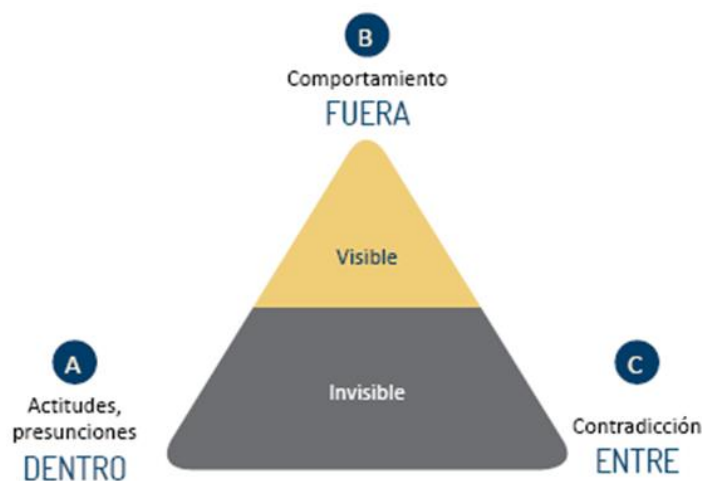 B
Comportamiento
FUERA
Visible
Invisible
A
Actitudes,
presunciones
DENTRO
C
Contradicción
ENTRE